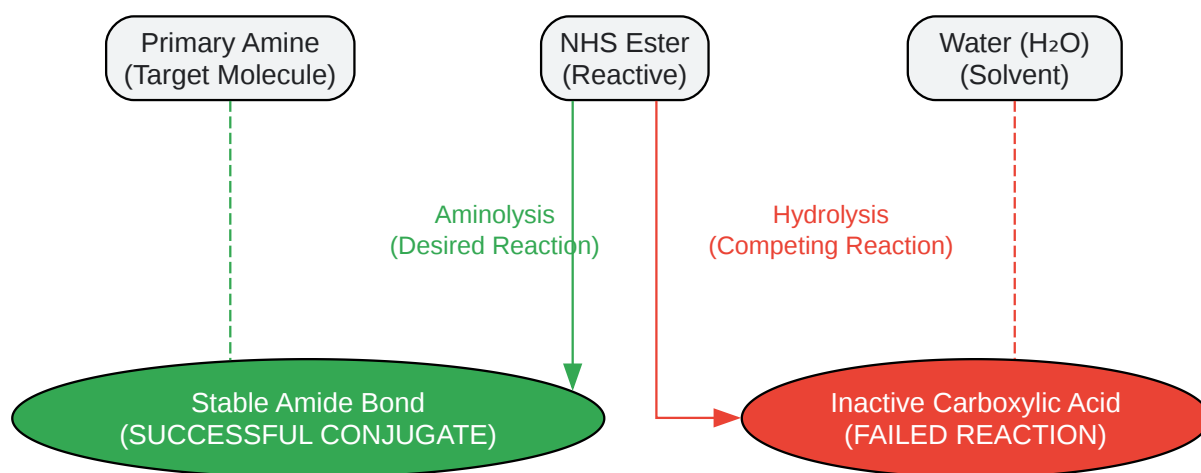 Primary Amine
(Target Molecule)
NHS Ester
(Reactive)
Water (H₂O)
(Solvent)
Aminolysis
(Desired Reaction)
Hydrolysis
(Competing Reaction)
Stable Amide Bond
(SUCCESSFUL CONJUGATE)
Inactive Carboxylic Acid
(FAILED REACTION)